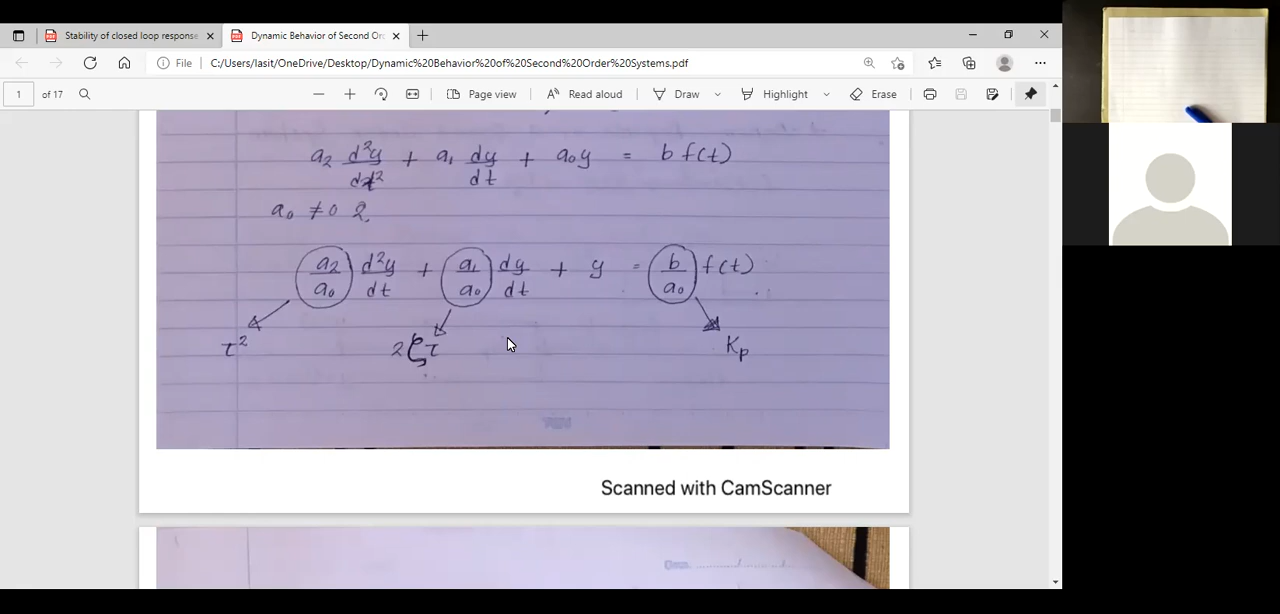 Stability of closed loop response
Dynamic Behavior of Second Or
File
C:/Users/lasit/OneDrive/Desktop/Dynamic%20Behavior%20of%20Second%20Order%20Systems.pdf
1 of 17
Page view
Read aloud
Draw
Highlight
Erase
a₂ d²y/dt² + a₁ dy/dt + a₀y = b f(t)
a₀ ≠ 0
a₂/a₀ d²y/dt + a₁/a₀ dy/dt + y = b/a₀ f(t)
τ² 2ζτ Kp
Scanned with CamScanner